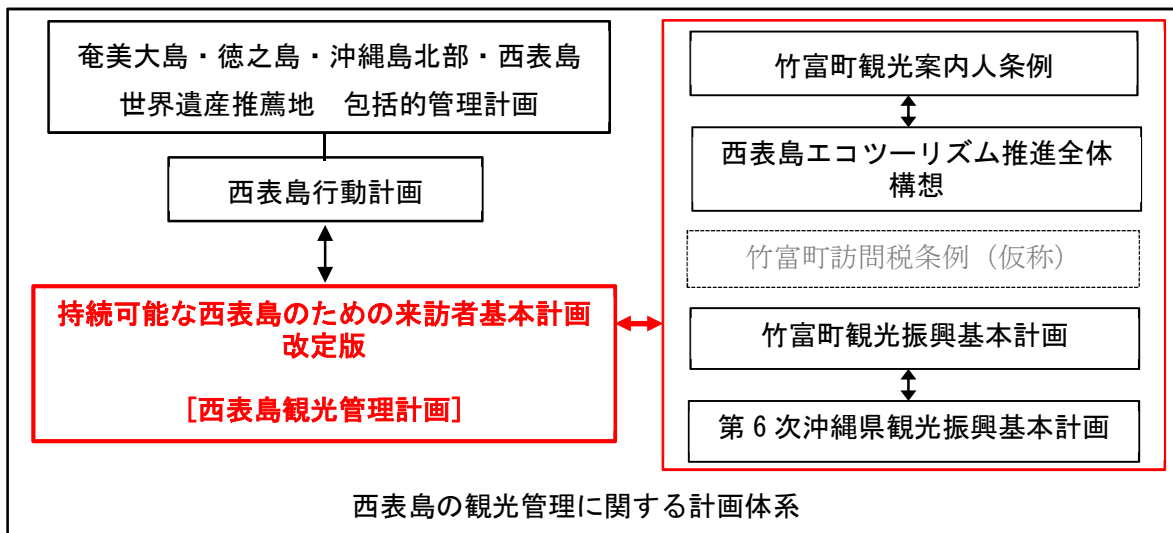 奄美大島・徳之島・沖縄島北部・西表島
世界遺産推薦地　包括的管理計画
西表島行動計画
持続可能な西表島のための来訪者基本計画
改定版
[西表島観光管理計画]
竹富町観光案内人条例
西表島エコツーリズム推進全体
構想
竹富町訪問税条例（仮称）
竹富町観光振興基本計画
第６次沖縄県観光振興基本計画
西表島の観光管理に関する計画体系